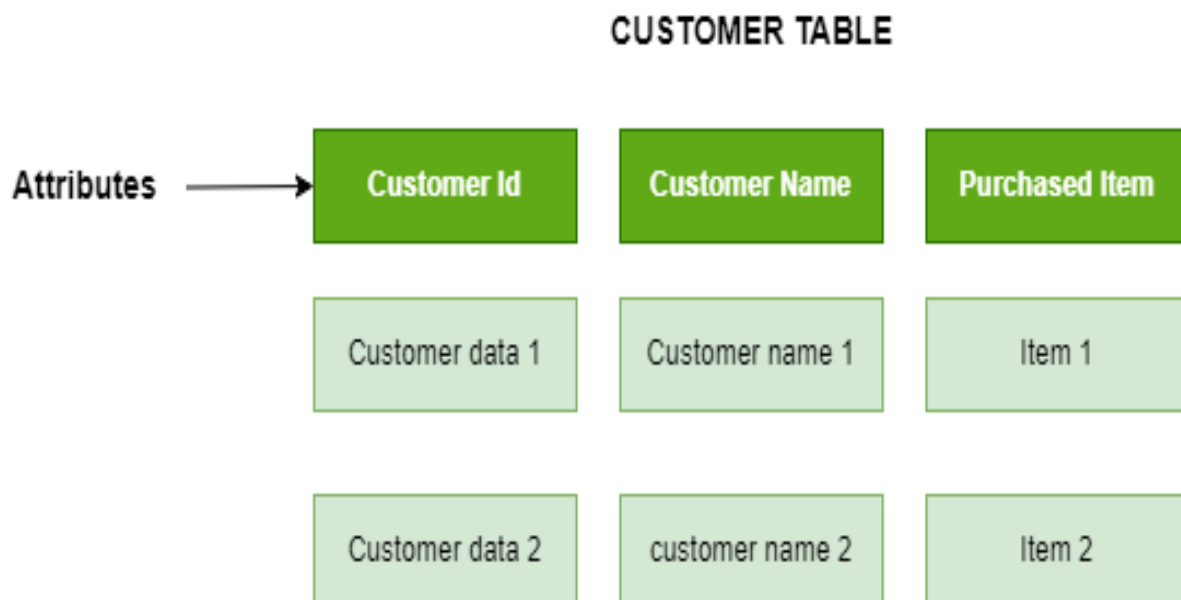 CUSTOMER TABLE
Attributes
Customer Id
Customer Name
Purchased Item
Customer data 1
Customer name 1
Item 1
Customer data 2
customer name 2
Item 2